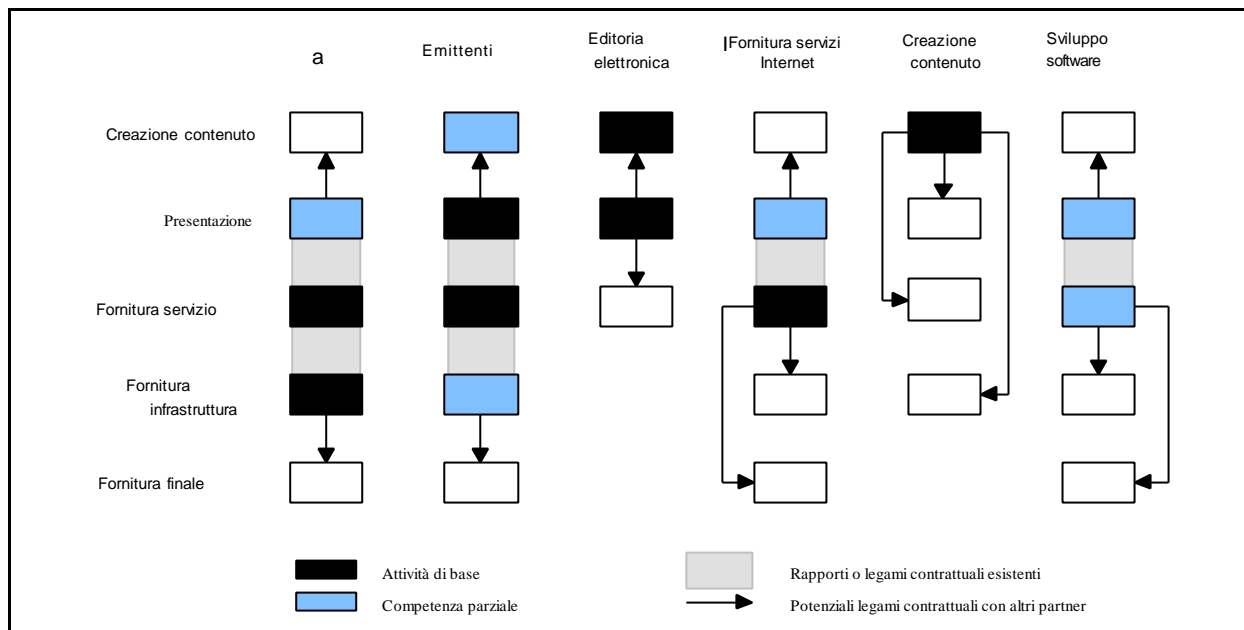 a
Emittenti
Editoria
elettronica
Fornitura servizi
Internet
Creazione
contenuto
Sviluppo
software
Creazione contenuto
Presentazione
Fornitura servizio
Fornitura
infrastruttura
Fornitura finale
Attività di base
Competenza parziale
Rapporti o legami contrattuali esistenti
Potenziali legami contrattuali con altri partner